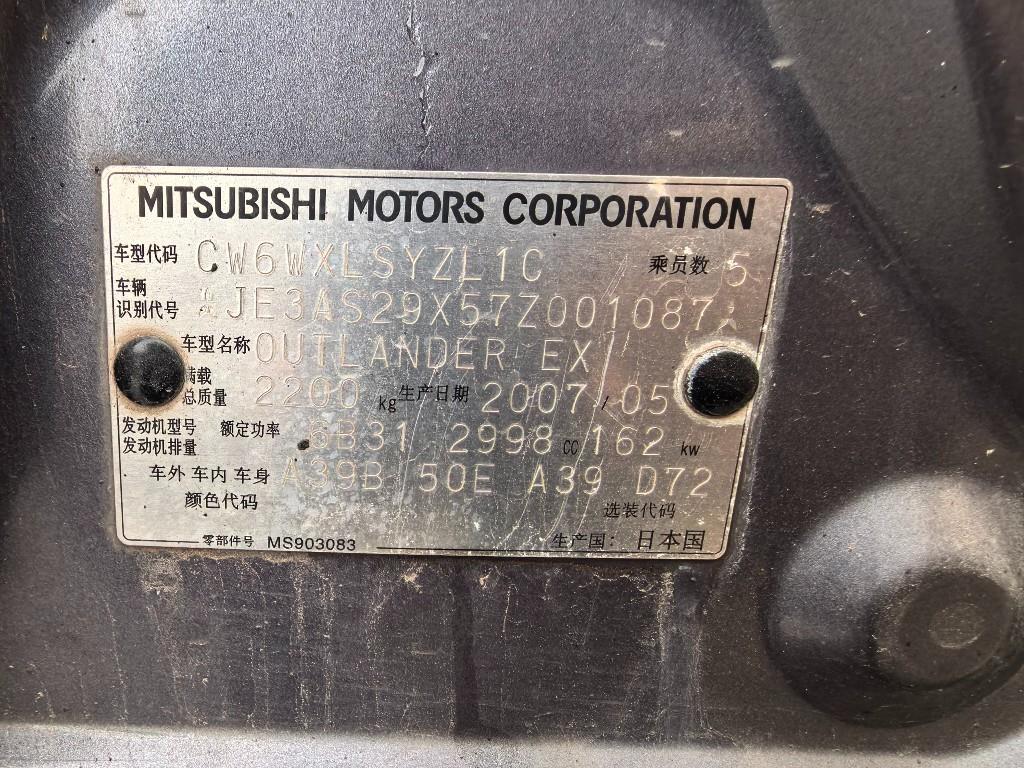 MITSUBISHI MOTORS CORPORATION
车型代码 CW6WXLSYZL1C 乘员数 5
车辆
识别代号 *JE3AS29X57Z001087*
车型名称 OUTLANDER EX
满载
总质量 2200 kg 生产日期 2007/05
发动机型号 额定功率 6B31 2998 CC 162 kw
发动机排量
车外 车内 车身 A39B 50E A39 D72
颜色代码 选装代码
零部件号 MS903083 生产国: 日本国